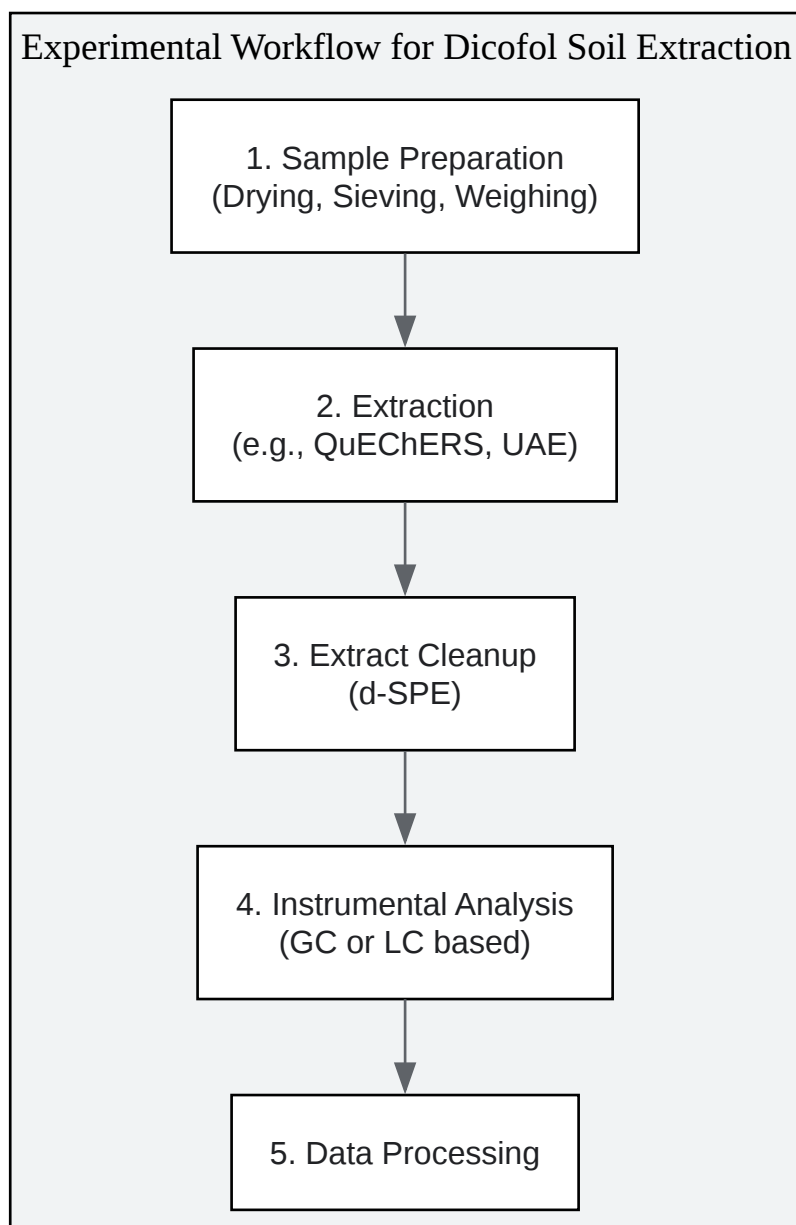 Experimental Workflow for Dicofol Soil Extraction
1. Sample Preparation
(Drying, Sieving, Weighing)
2. Extraction
(e.g., QuEChERS, UAE)
3. Extract Cleanup
(d-SPE)
4. Instrumental Analysis
(GC or LC based)
5. Data Processing